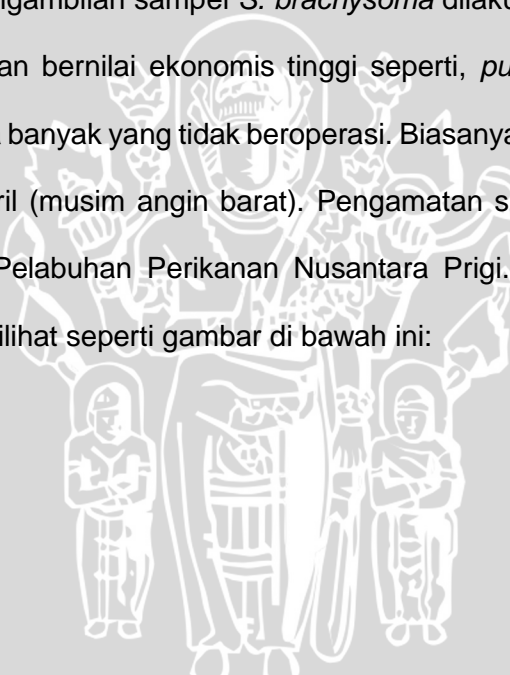 ngambilan sampel S. brachysoma dilaku
an bernilai ekonomis tinggi seperti, pu
banyak yang tidak beroperasi. Biasanya
ril (musim angin barat). Pengamatan s
Pelabuhan Perikanan Nusantara Prigi.
ilihat seperti gambar di bawah ini: